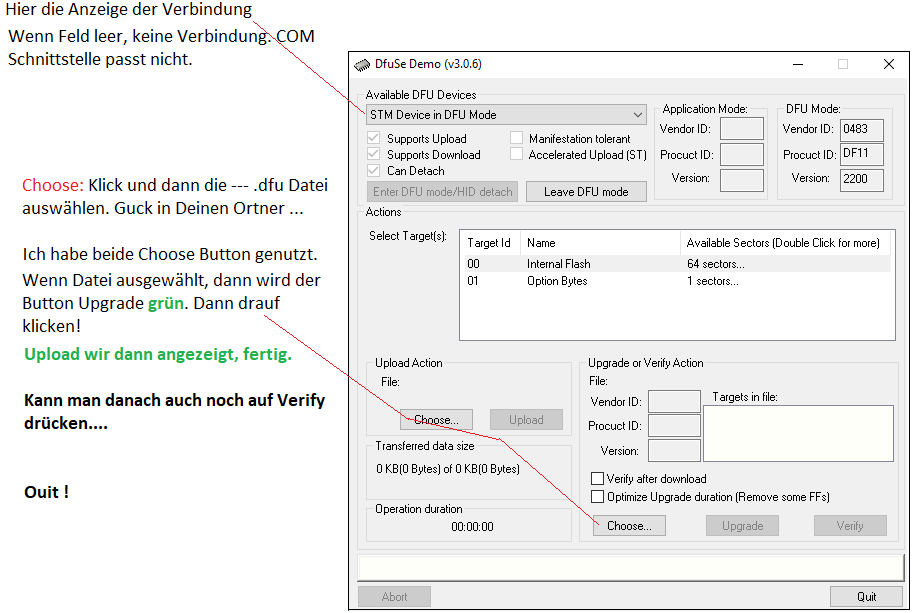 Hier die Anzeige der Verbindung
Wenn Feld leer, keine Verbindung. COM
Schnittstelle passt nicht.
Choose: Klick und dann die --- .dfu Datei
auswählen. Guck in Deinen Ortner ...
Ich habe beide Choose Button genutzt.
Wenn Datei ausgewählt, dann wird der
Button Upgrade grün. Dann drauf
klicken!
Upload wir dann angezeigt, fertig.
Kann man danach auch noch auf Verify
drücken....
Ouit !
DfuSe Demo (v3.0.6)
Available DFU Devices
STM Device in DFU Mode
Supports Upload
Manifestation tolerant
Supports Download
Accelerated Upload (ST)
Can Detach
Enter DFU mode/HID detach
Leave DFU mode
Application Mode:
Vendor ID:
Procuct ID:
Version:
DFU Mode:
Vendor ID: 0483
Procuct ID: DF11
Version: 2200
Actions
Select Target(s):
Target Id Name Available Sectors (Double Click for more)
00 Internal Flash 64 sectors...
01 Option Bytes 1 sectors...
Upload Action
File:
Choose... Upload
Transferred data size
0 KB(0 Bytes) of 0 KB(0 Bytes)
Operation duration
00:00:00
Upgrade or Verify Action
File:
Vendor ID:
Procuct ID:
Version:
Targets in file:
Verify after download
Optimize Upgrade duration (Remove some FFs)
Choose... Upgrade Verify
Abort Quit